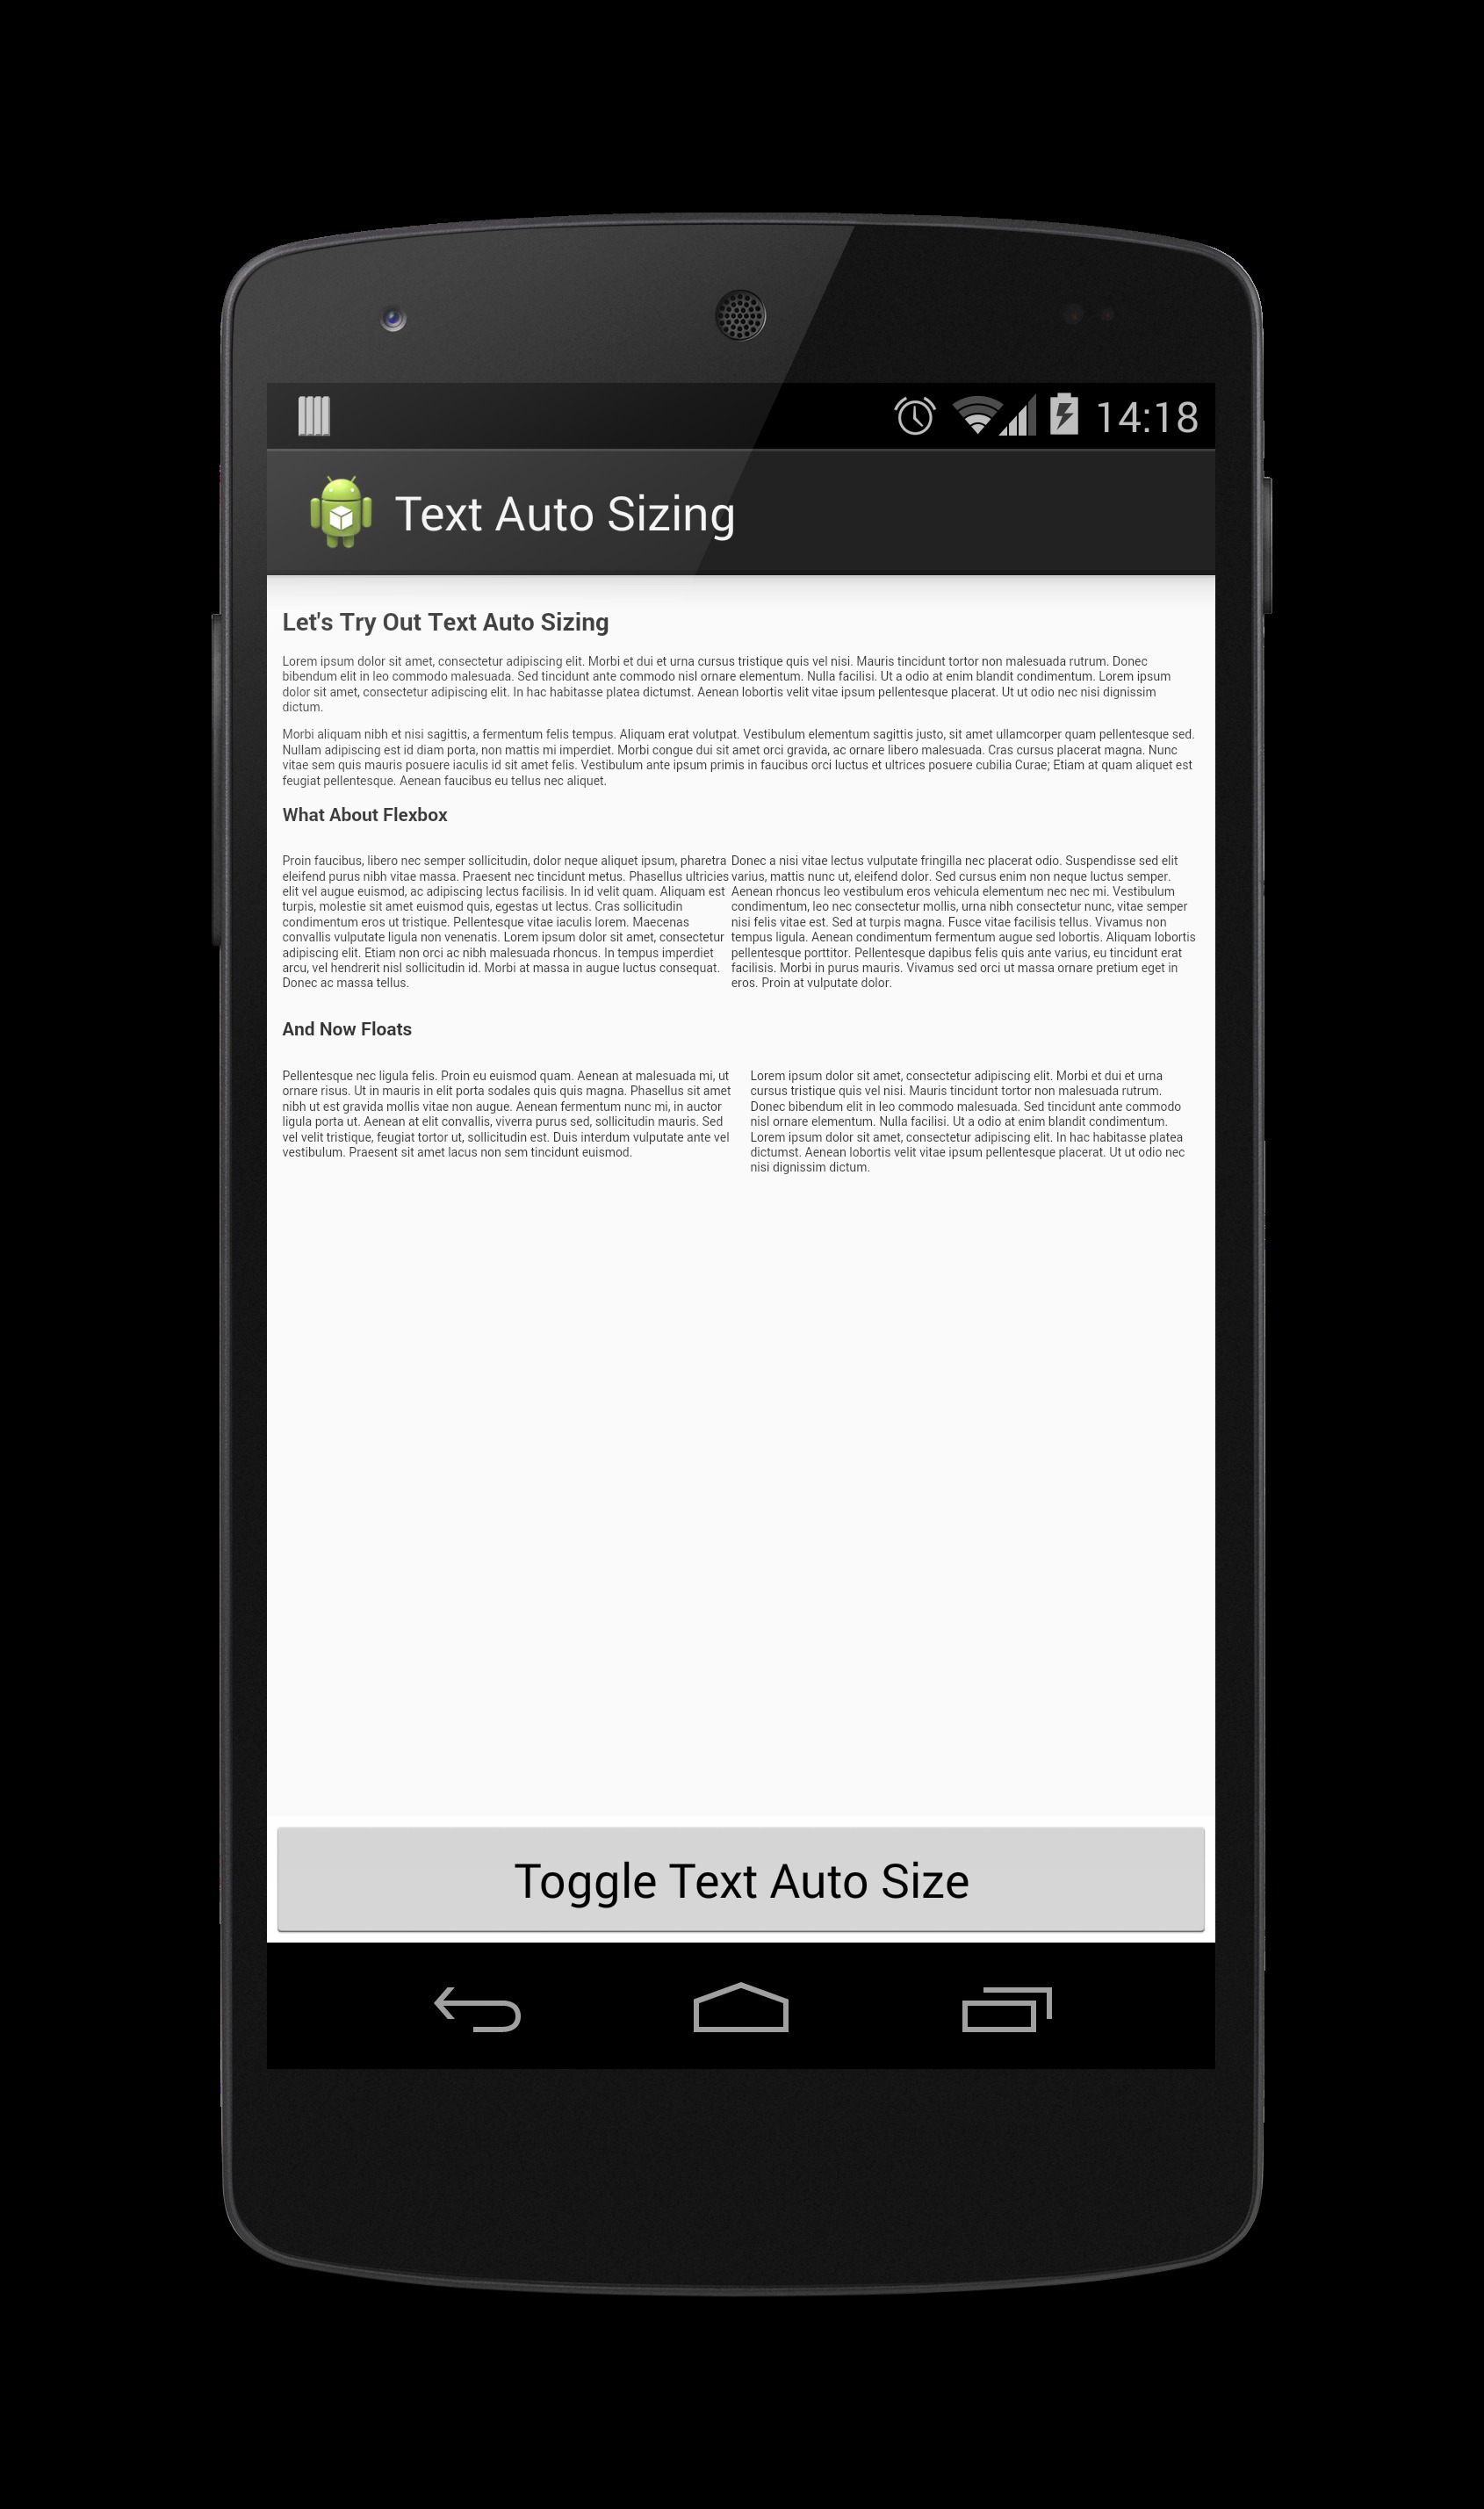 14:18
Text Auto Sizing
Let's Try Out Text Auto Sizing
Lorem ipsum dolor sit amet, consectetur adipiscing elit. Morbi et dui et urna cursus tristique quis vel nisi. Mauris tincidunt tortor non malesuada rutrum. Donec
bibendum elit in leo commodo malesuada. Sed tincidunt ante commodo nisl ornare elementum. Nulla facilisi. Ut a odio at enim blandit condimentum. Lorem ipsum
dolor sit amet, consectetur adipiscing elit. In hac habitasse platea dictumst. Aenean lobortis velit vitae ipsum pellentesque placerat. Ut ut odio nec nisi dignissim
dictum.
Morbi aliquam nibh et nisi sagittis, a fermentum felis tempus. Aliquam erat volutpat. Vestibulum elementum sagittis justo, sit amet ullamcorper quam pellentesque sed.
Nullam adipiscing est id diam porta, non mattis mi imperdiet. Morbi congue dui sit amet orci gravida, ac ornare libero malesuada. Cras cursus placerat magna. Nunc
vitae sem quis mauris posuere iaculis id sit amet felis. Vestibulum ante ipsum primis in faucibus orci luctus et ultrices posuere cubilia Curae; Etiam at quam aliquet est
feugiat pellentesque. Aenean faucibus eu tellus nec aliquet.
What About Flexbox
Proin faucibus, libero nec semper sollicitudin, dolor neque aliquet ipsum, pharetra
eleifend purus nibh vitae massa. Praesent nec tincidunt metus. Phasellus ultricies
elit vel augue euismod, ac adipiscing lectus facilisis. In id velit quam. Aliquam est
turpis, molestie sit amet euismod quis, egestas ut lectus. Cras sollicitudin
condimentum eros ut tristique. Pellentesque vitae iaculis lorem. Maecenas
convallis vulputate ligula non venenatis. Lorem ipsum dolor sit amet, consectetur
adipiscing elit. Etiam non orci ac nibh malesuada rhoncus. In tempus imperdiet
arcu, vel hendrerit nisl sollicitudin id. Morbi at massa in augue luctus consequat.
Donec ac massa tellus.
Donec a nisi vitae lectus vulputate fringilla nec placerat odio. Suspendisse sed elit
varius, mattis nunc ut, eleifend dolor. Sed cursus enim non neque luctus semper.
Aenean rhoncus leo vestibulum eros vehicula elementum nec nec mi. Vestibulum
condimentum, leo nec consectetur mollis, urna nibh consectetur nunc, vitae semper
nisi felis vitae est. Sed at turpis magna. Fusce vitae facilisis tellus. Vivamus non
tempus ligula. Aenean condimentum fermentum augue sed lobortis. Aliquam lobortis
pellentesque porttitor. Pellentesque dapibus felis quis ante varius, eu tincidunt erat
facilisis. Morbi in purus mauris. Vivamus sed orci ut massa ornare pretium eget in
eros. Proin at vulputate dolor.
And Now Floats
Pellentesque nec ligula felis. Proin eu euismod quam. Aenean at malesuada mi, ut
ornare risus. Ut in mauris in elit porta sodales quis quis magna. Phasellus sit amet
nibh ut est gravida mollis vitae non augue. Aenean fermentum nunc mi, in auctor
ligula porta ut. Aenean at elit convallis, viverra purus sed, sollicitudin mauris. Sed
vel velit tristique, feugiat tortor ut, sollicitudin est. Duis interdum vulputate ante vel
vestibulum. Praesent sit amet lacus non sem tincidunt euismod.
Lorem ipsum dolor sit amet, consectetur adipiscing elit. Morbi et dui et urna
cursus tristique quis vel nisi. Mauris tincidunt tortor non malesuada rutrum.
Donec bibendum elit in leo commodo malesuada. Sed tincidunt ante commodo
nisl ornare elementum. Nulla facilisi. Ut a odio at enim blandit condimentum.
Lorem ipsum dolor sit amet, consectetur adipiscing elit. In hac habitasse platea
dictumst. Aenean lobortis velit vitae ipsum pellentesque placerat. Ut ut odio nec
nisi dignissim dictum.
Toggle Text Auto Size